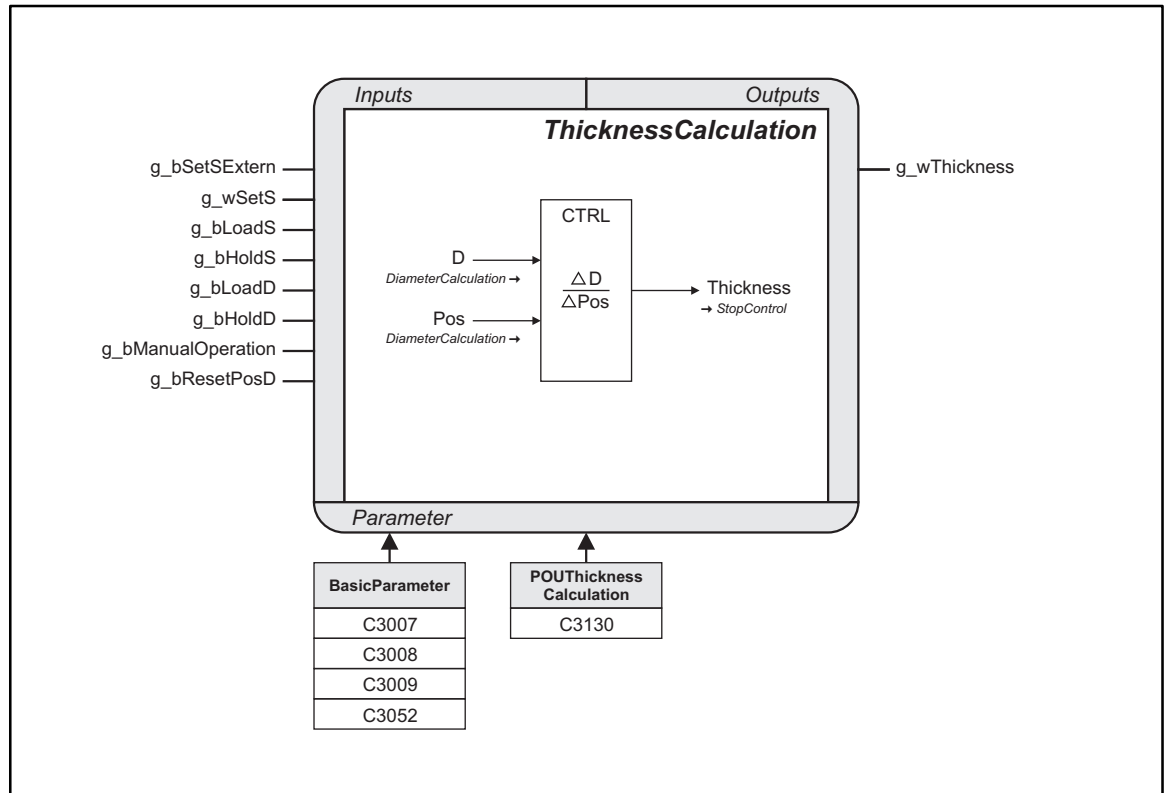 Inputs
Outputs
ThicknessCalculation
g_bSetSExtern
g_wSetS
g_bLoadS
g_bHoldS
g_bLoadD
g_bHoldD
g_bManualOperation
g_bResetPosD
g_wThickness
CTRL
D
DiameterCalculation →
△D
△Pos
Pos
DiameterCalculation →
Thickness
→ StopControl
Parameter
BasicParameter
C3007
C3008
C3009
C3052
POUThickness
Calculation
C3130